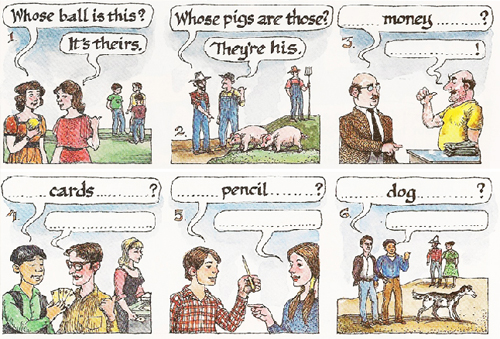 Whose ball is this?
It's theirs.
1.
Whose pigs are those?
They're his.
2.
........ money ........?
........................!
3.
........ cards ........?
4.
........ pencil ........?
5
........ dog ........?
6.